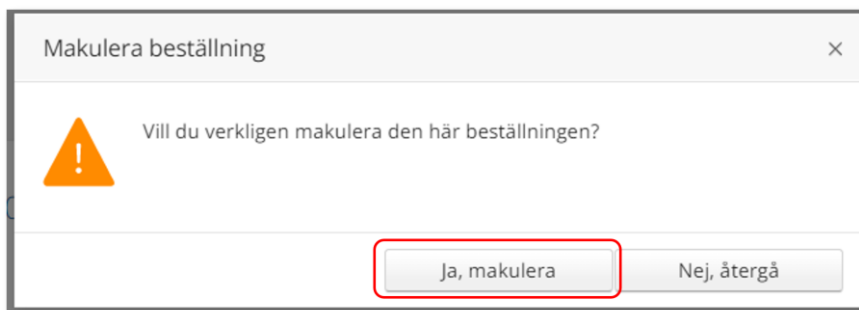 Makulera beställning
Vill du verkligen makulera den här beställningen?
Ja, makulera
Nej, återgå